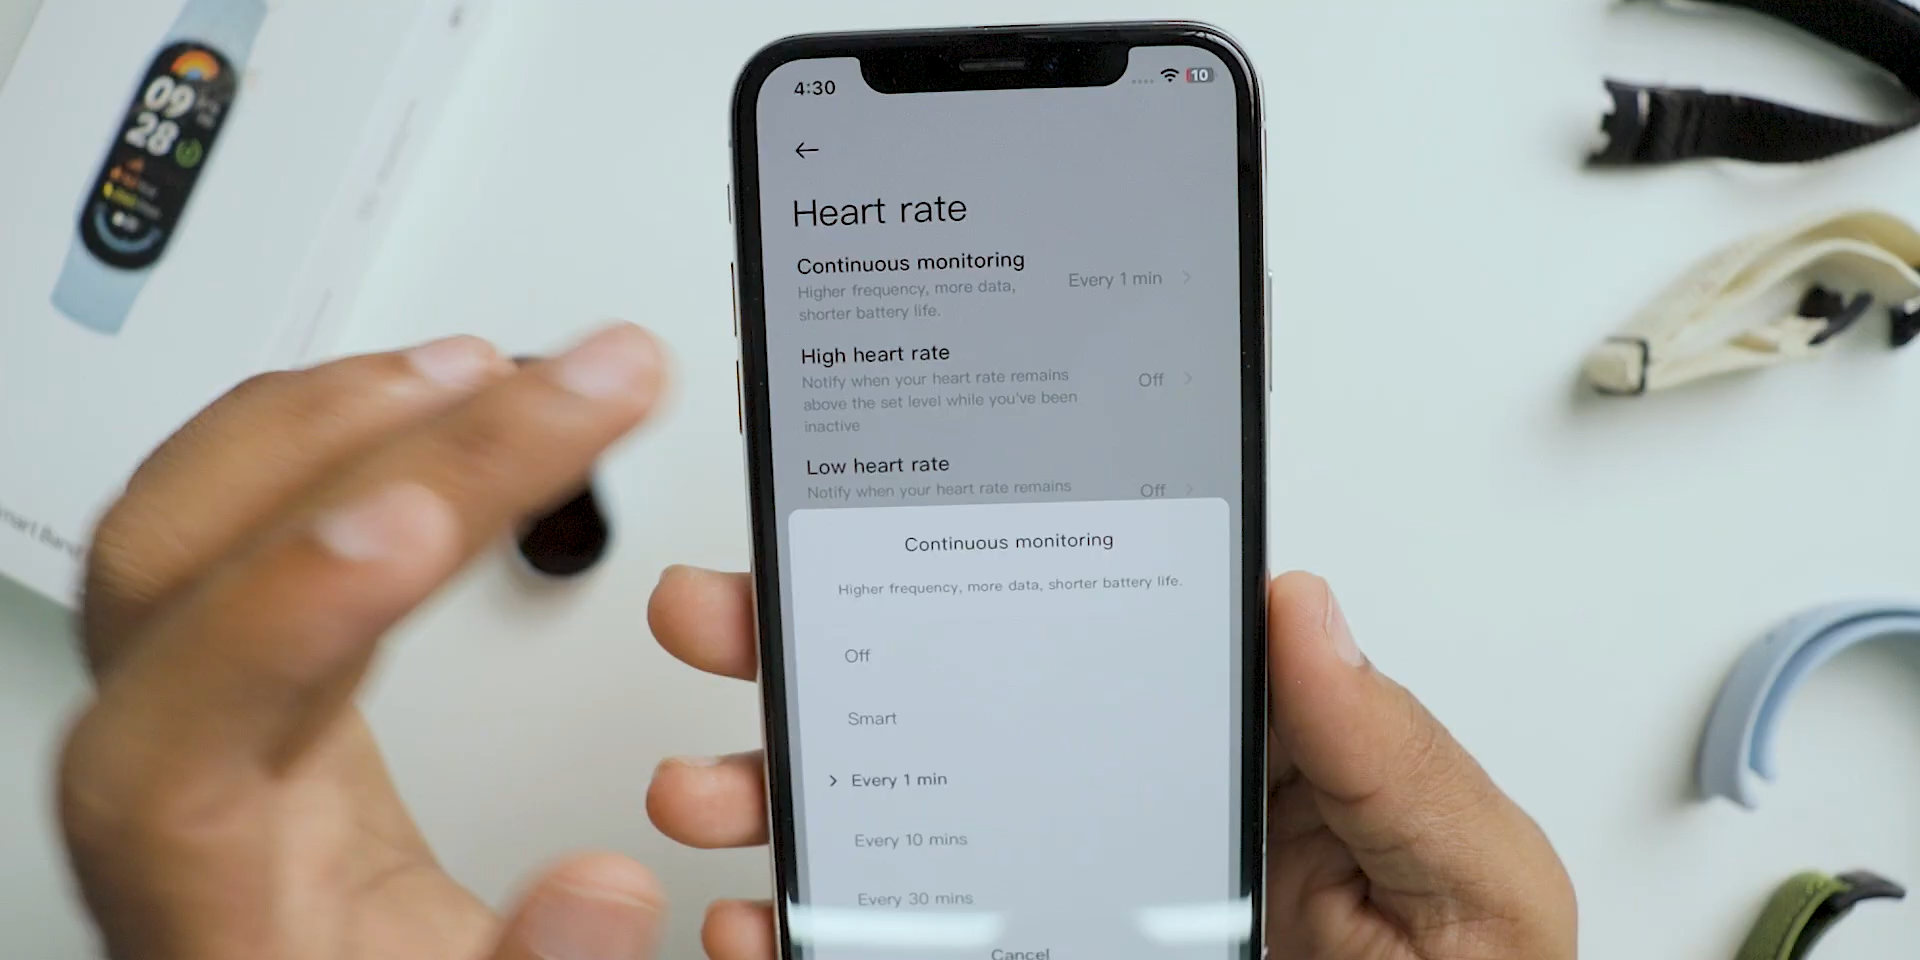 09
28
4:30
10
Heart rate
Continuous monitoring
Higher frequency, more data,
shorter battery life.
Every 1 min
High heart rate
Notify when your heart rate remains
above the set level while you've been
inactive
Off
Low heart rate
Notify when your heart rate remains
Off
Continuous monitoring
Higher frequency, more data, shorter battery life.
Off
Smart
Every 1 min
Every 10 mins
Every 30 mins
Cancel